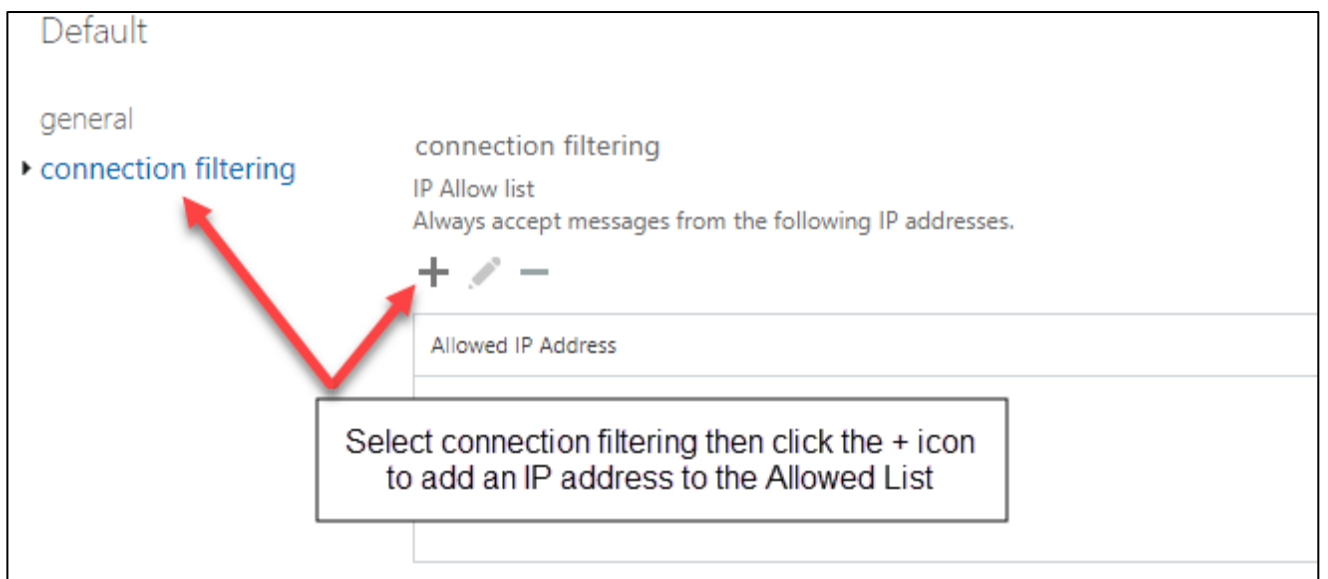 Default
general
connection filtering
connection filtering
IP Allow list
Always accept messages from the following IP addresses.
Allowed IP Address
Select connection filtering then click the + icon
to add an IP address to the Allowed List